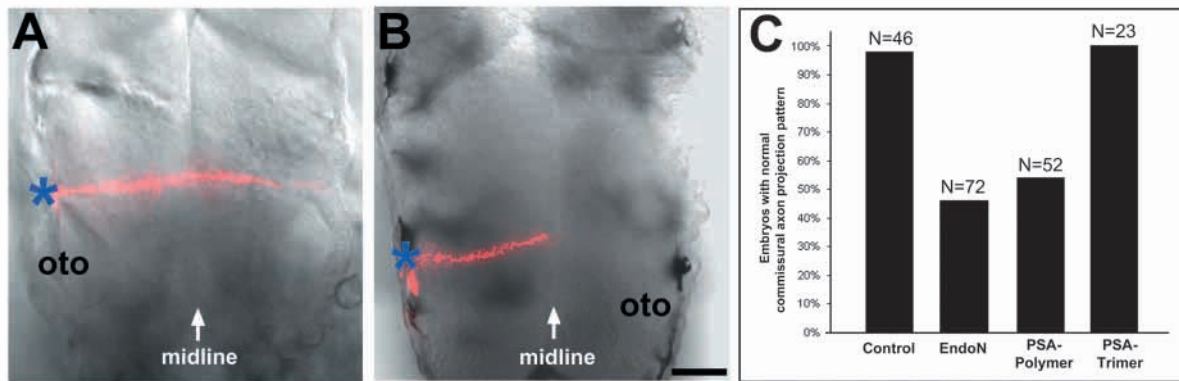 A
*
oto
midline
B
*
oto
midline
C
Embryos with normal
commissural axon projection pattern
100%
90%
80%
70%
60%
50%
40%
30%
20%
10%
0%
N=46
N=72
N=52
N=23
Control
EndoN
PSA-
Polymer
PSA-
Trimer